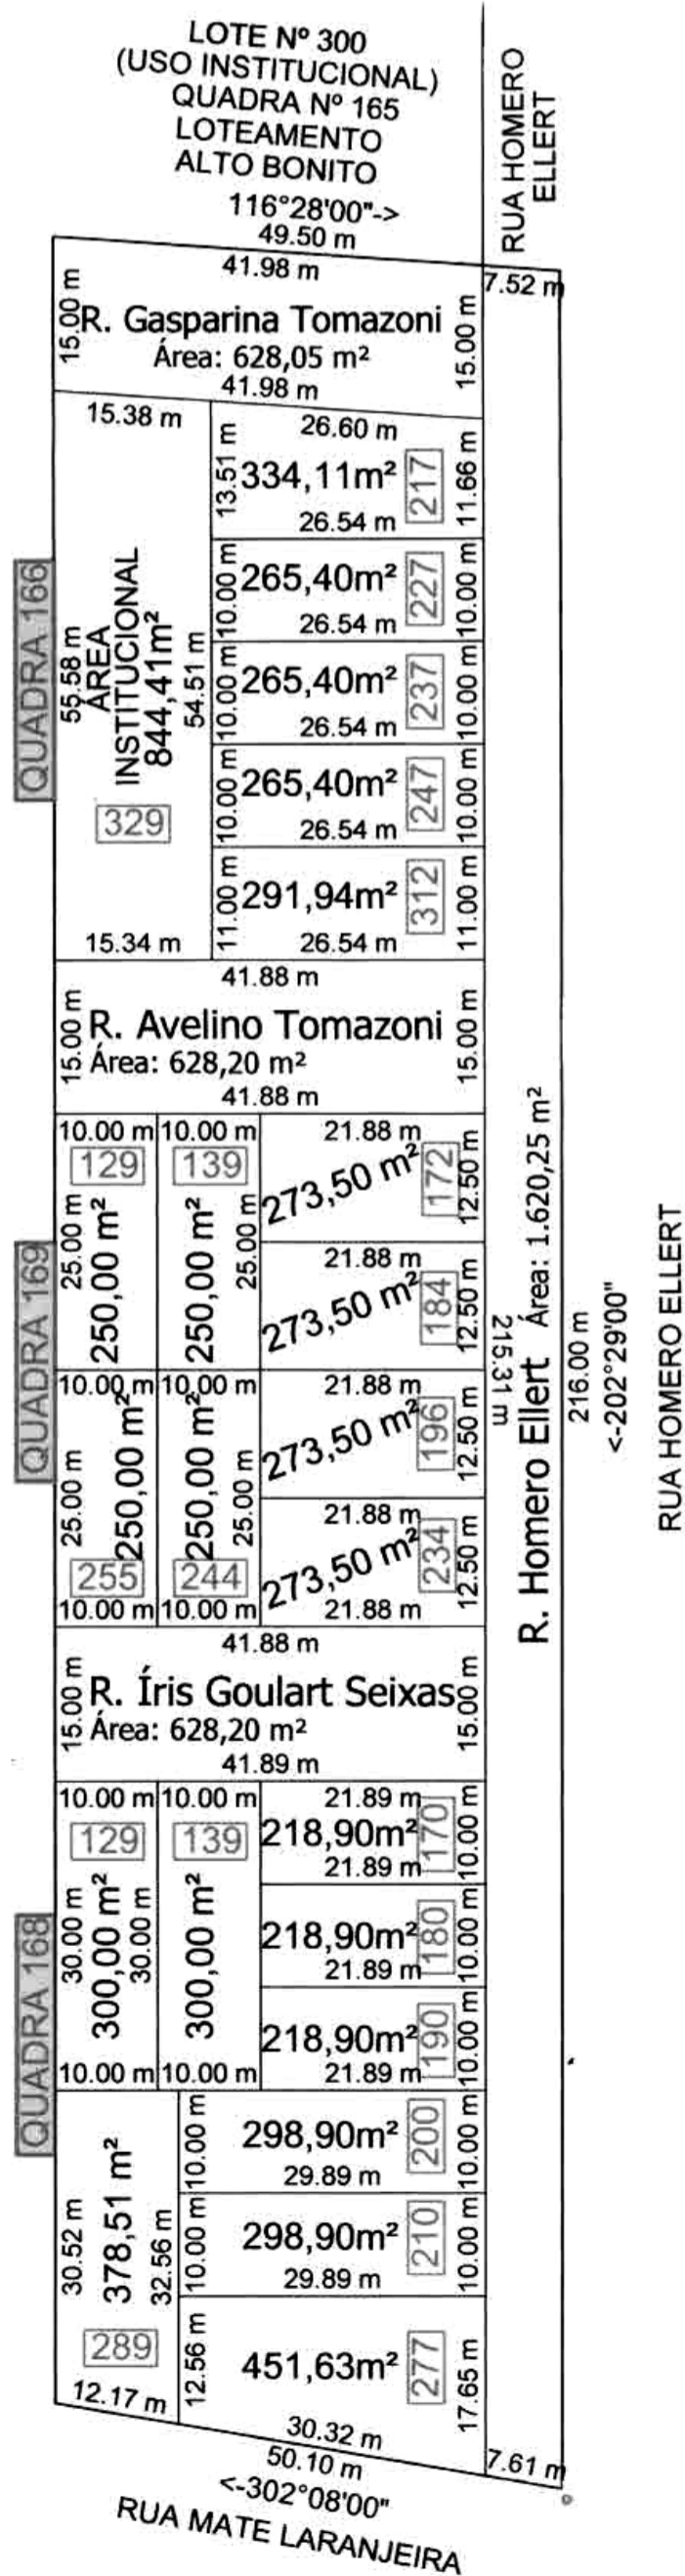 LOTE Nº 300
(USO INSTITUCIONAL)
QUADRA Nº 165
LOTEAMENTO
ALTO BONITO
116°28'00"->
49.50 m
RUA HOMERO
ELLERT
41.98 m
7.52 m
15.00 m
R. Gasparina Tomazoni
Área: 628,05 m²
15.00 m
41.98 m
QUADRA 166
15.38 m
55.58 m
ÁREA
INSTITUCIONAL
844,41m²
54.51 m
329
15.34 m
26.60 m
13.51 m
334,11m²
217
11.66 m
26.54 m
10.00 m
265,40m²
227
10.00 m
26.54 m
10.00 m
265,40m²
237
10.00 m
26.54 m
10.00 m
265,40m²
247
10.00 m
26.54 m
11.00 m
291,94m²
312
11.00 m
26.54 m
41.88 m
15.00 m
R. Avelino Tomazoni
Área: 628,20 m²
15.00 m
41.88 m
QUADRA 169
10.00 m
129
25.00 m
250,00 m²
10.00 m
139
250,00 m²
25.00 m
21.88 m
273,50 m²
172
12.50 m
21.88 m
273,50 m²
184
12.50 m
10.00 m
25.00 m
250,00 m²
255
10.00 m
10.00 m
250,00 m²
25.00 m
244
10.00 m
21.88 m
273,50 m²
196
12.50 m
21.88 m
273,50 m²
234
12.50 m
21.88 m
41.88 m
15.00 m
R. Íris Goulart Seixas
Área: 628,20 m²
15.00 m
41.89 m
QUADRA 168
10.00 m
129
30.00 m
300,00 m²
30.00 m
10.00 m
10.00 m
139
300,00 m²
10.00 m
21.89 m
218,90m²
170
10.00 m
21.89 m
218,90m²
180
10.00 m
21.89 m
218,90m²
190
10.00 m
21.89 m
30.52 m
378,51 m²
32.56 m
289
12.17 m
10.00 m
298,90m²
200
10.00 m
29.89 m
10.00 m
298,90m²
210
10.00 m
29.89 m
12.56 m
451,63m²
277
17.65 m
30.32 m
215.31 m
R. Homero Ellert Área: 1.620,25 m²
216.00 m
<-202°29'00"
RUA HOMERO ELLERT
7.61 m
50.10 m
<-302°08'00"
RUA MATE LARANJEIRA